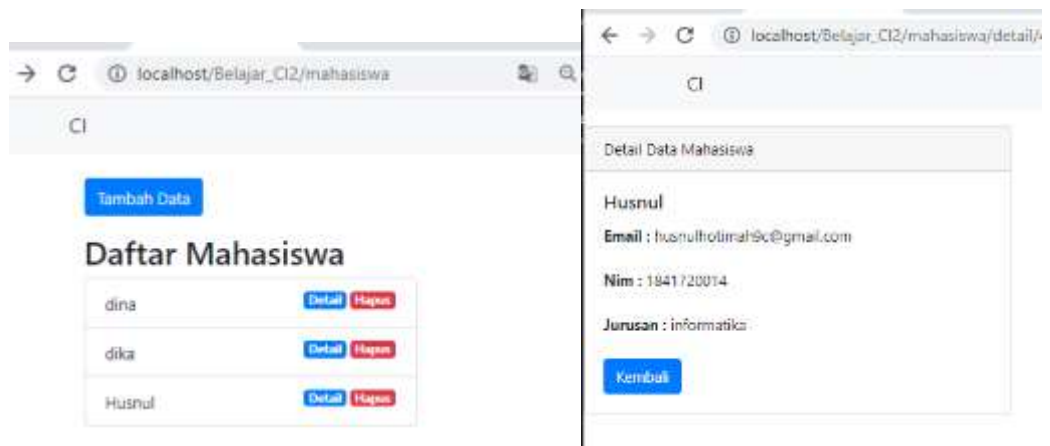 localhost/Belajar_CI2/mahasiswa
CI
Tambah Data
Daftar Mahasiswa
dina Detail Hapus
dika Detail Hapus
Husnul Detail Hapus
localhost/Belajar_CI2/mahasiswa/detail/4
CI
Detail Data Mahasiswa
Husnul
Email : husnulhotimah9c@gmail.com
Nim : 1841720014
Jurusan : informatika
Kembali